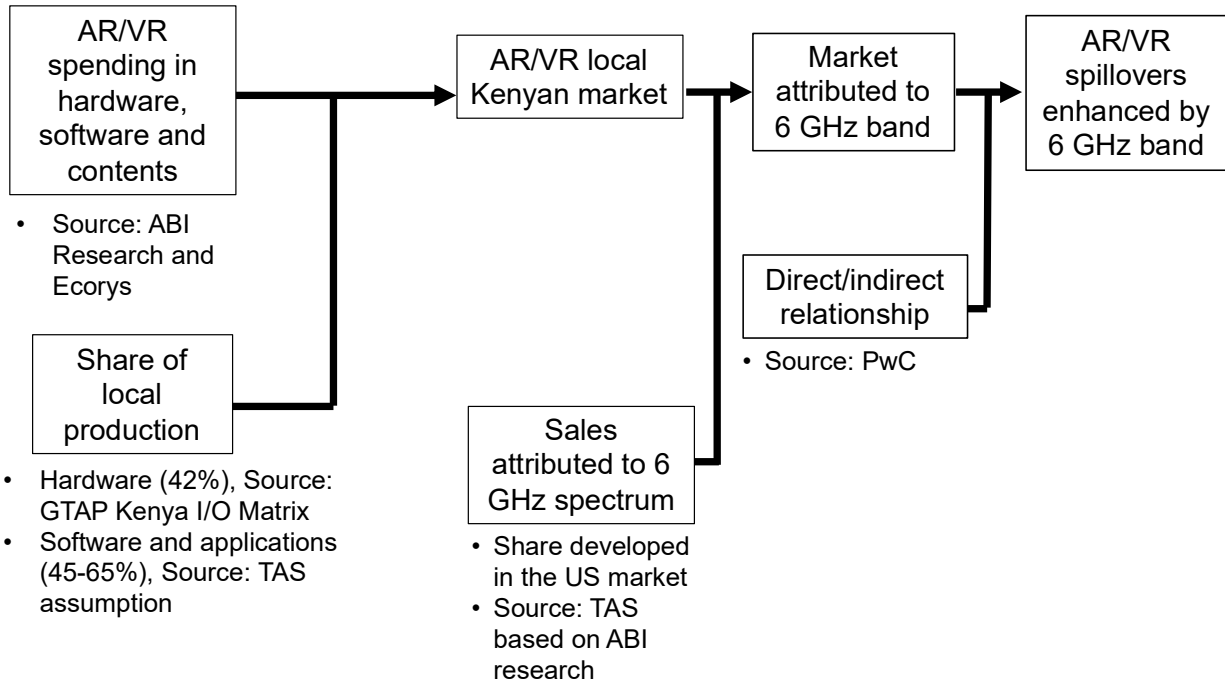 AR/VR
spending in
hardware,
software and
contents
• Source: ABI
Research and
Ecorys
Share of
local
production
• Hardware (42%), Source:
GTAP Kenya I/O Matrix
• Software and applications
(45-65%), Source: TAS
assumption
AR/VR local
Kenyan market
Sales
attributed to 6
GHz spectrum
• Share developed
in the US market
• Source: TAS
based on ABI
research
Market
attributed to
6 GHz band
Direct/indirect
relationship
• Source: PwC
AR/VR
spillovers
enhanced by
6 GHz band